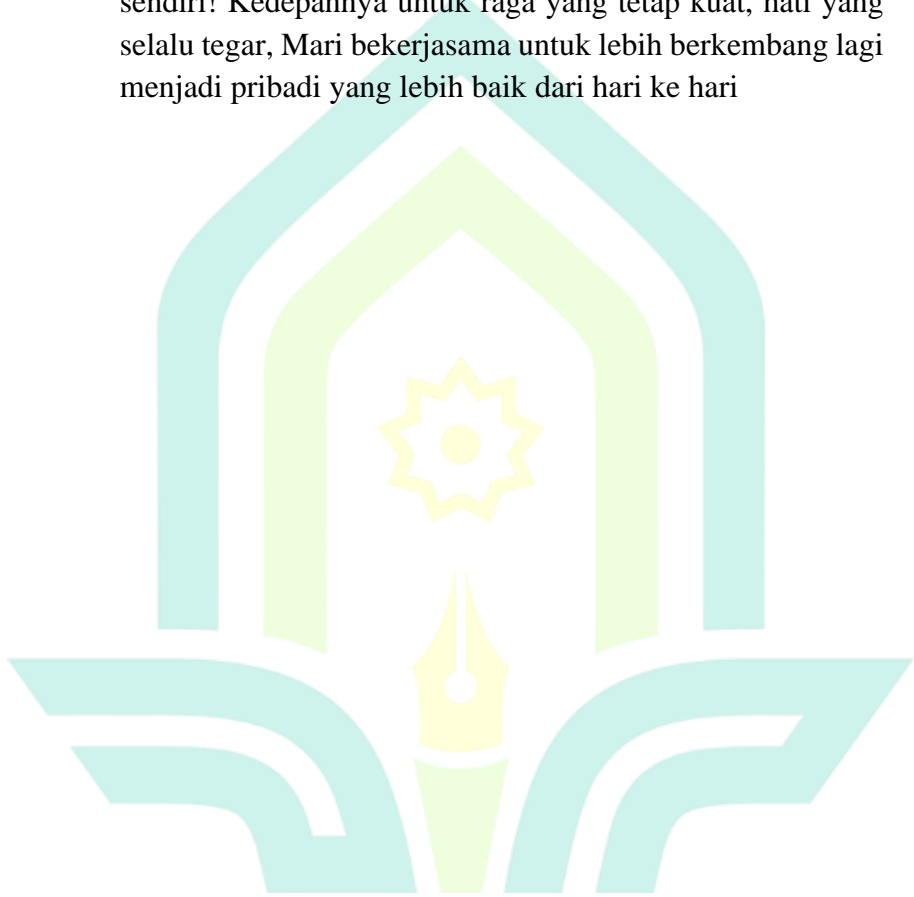 sendiri! Kedepannya untuk raga yang tetap kuat, hati yang
selalu tegar, Mari bekerjasama untuk lebih berkembang lagi
menjadi pribadi yang lebih baik dari hari ke hari